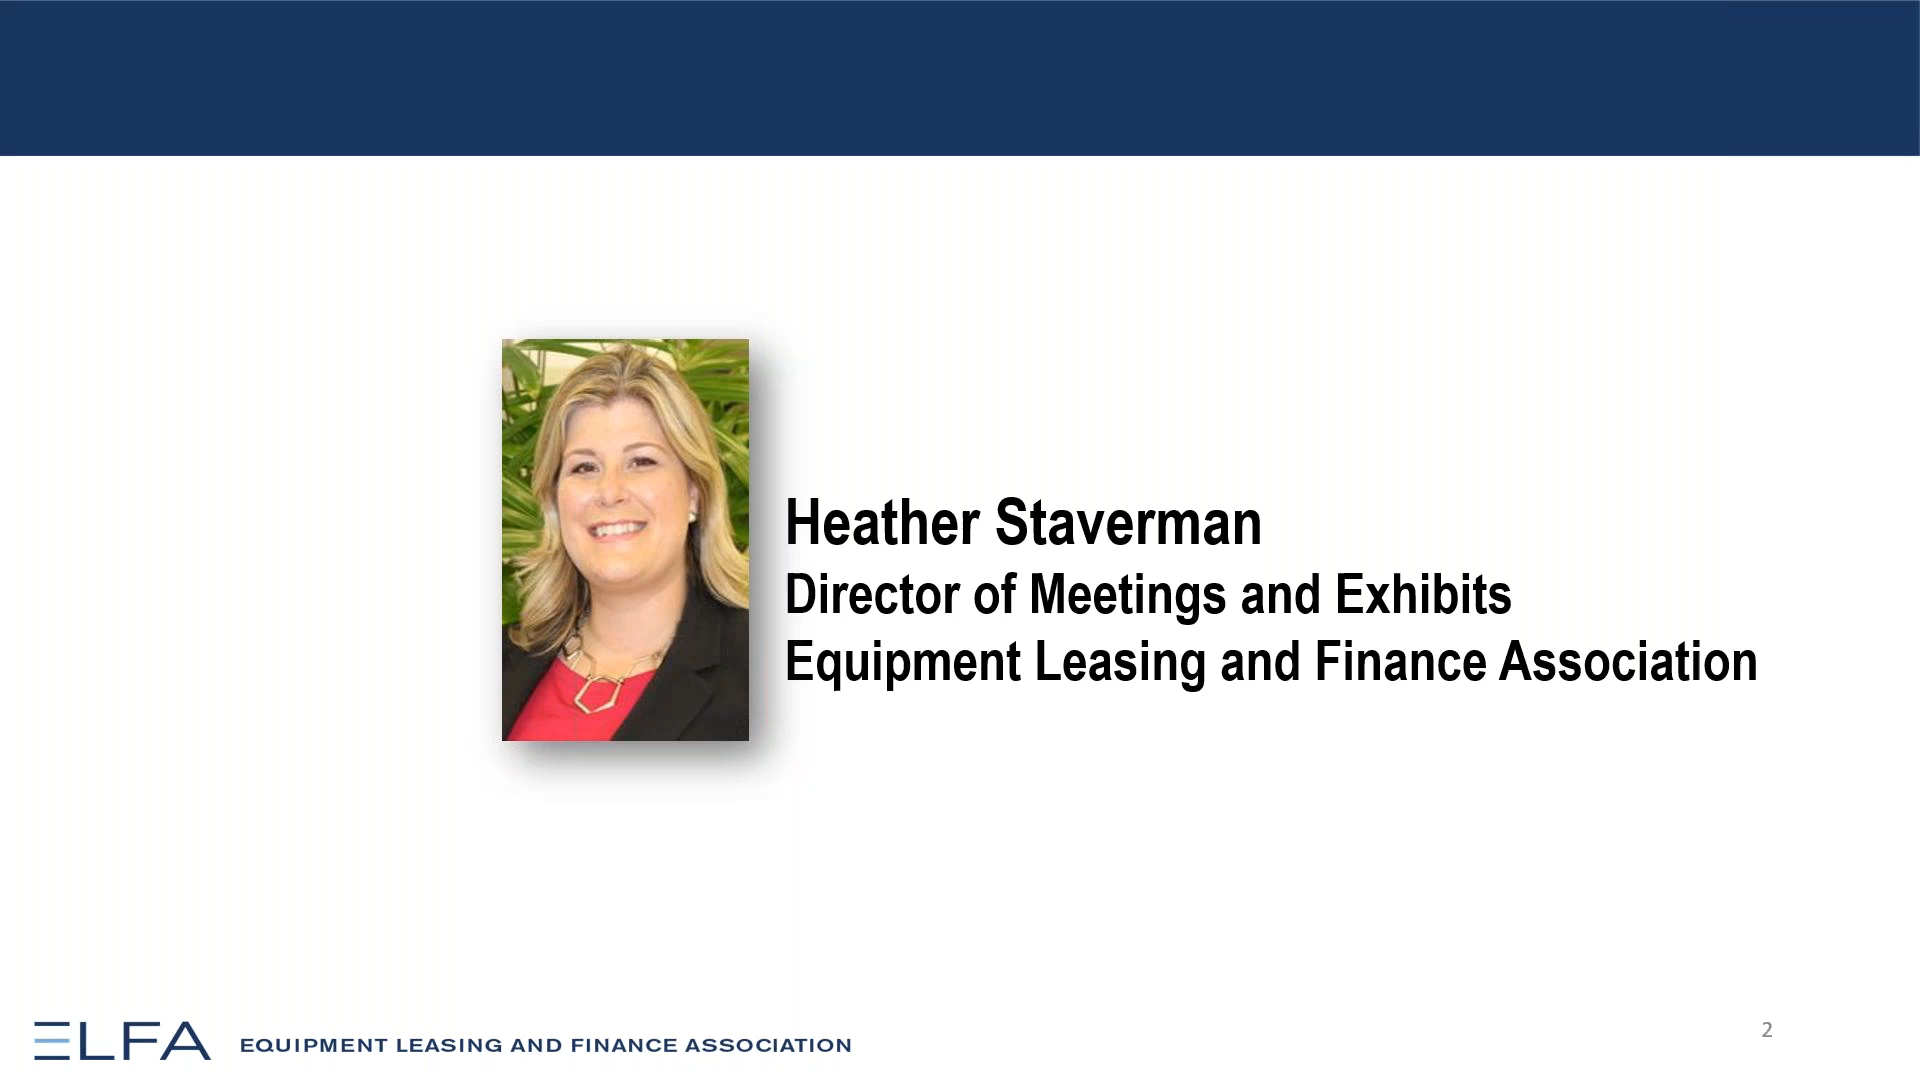 Heather Staverman
Director of Meetings and Exhibits
Equipment Leasing and Finance Association
ELFA EQUIPMENT LEASING AND FINANCE ASSOCIATION
2